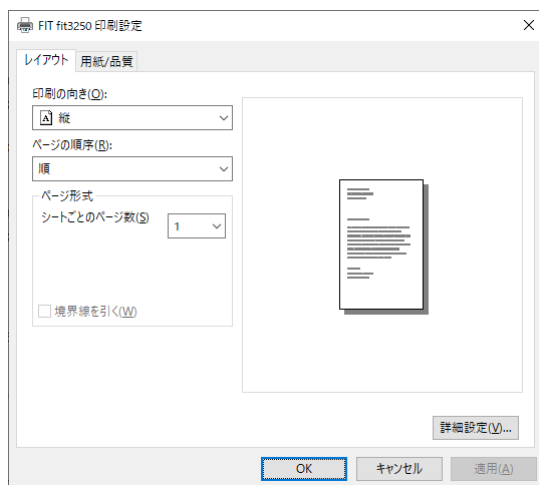 FIT fit3250 印刷設定
レイアウト 用紙/品質
印刷の向き(O):
縦
ページの順序(R):
順
ページ形式
シートごとのページ数(S) 1
境界線を引く(W)
詳細設定(V)...
OK キャンセル 適用(A)